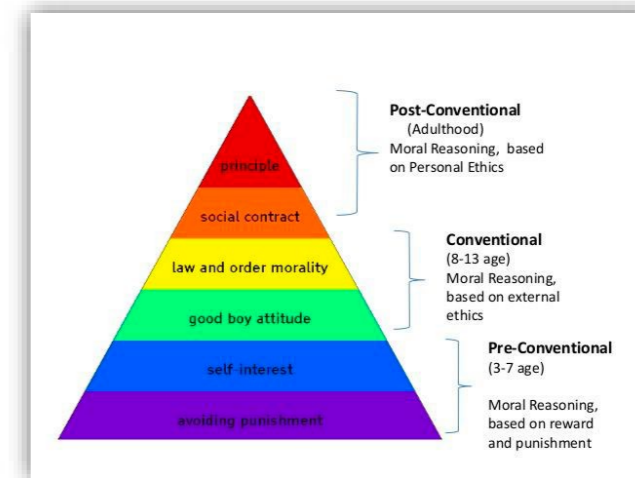 Post-Conventional
(Adulthood)
Moral Reasoning, based
on Personal Ethics
principle
social contract
Conventional
(8-13 age)
Moral Reasoning,
based on external
ethics
law and order morality
good boy attitude
Pre-Conventional
(3-7 age)
Moral Reasoning,
based on reward
and punishment
self-interest
avoiding punishment